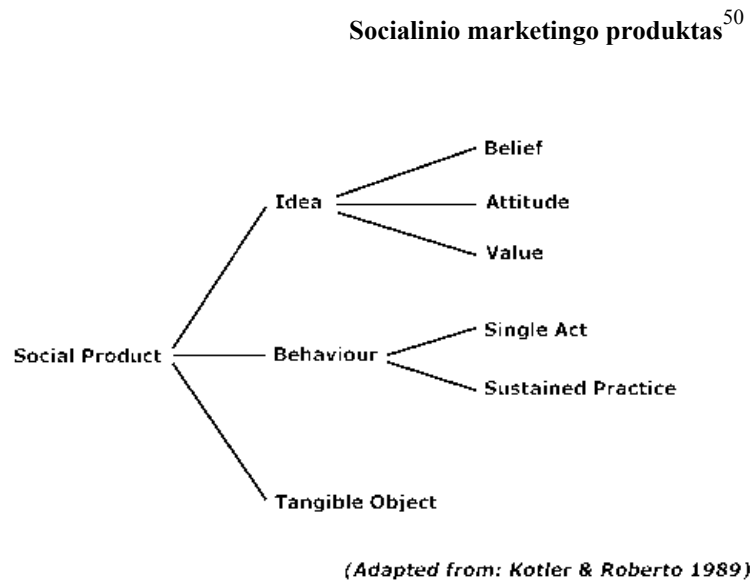 Socialinio marketingo produktas50
Belief
Idea
Attitude
Value
Single Act
Social Product
Behaviour
Sustained Practice
Tangible Object
(Adapted from: Kotler & Roberto 1989)